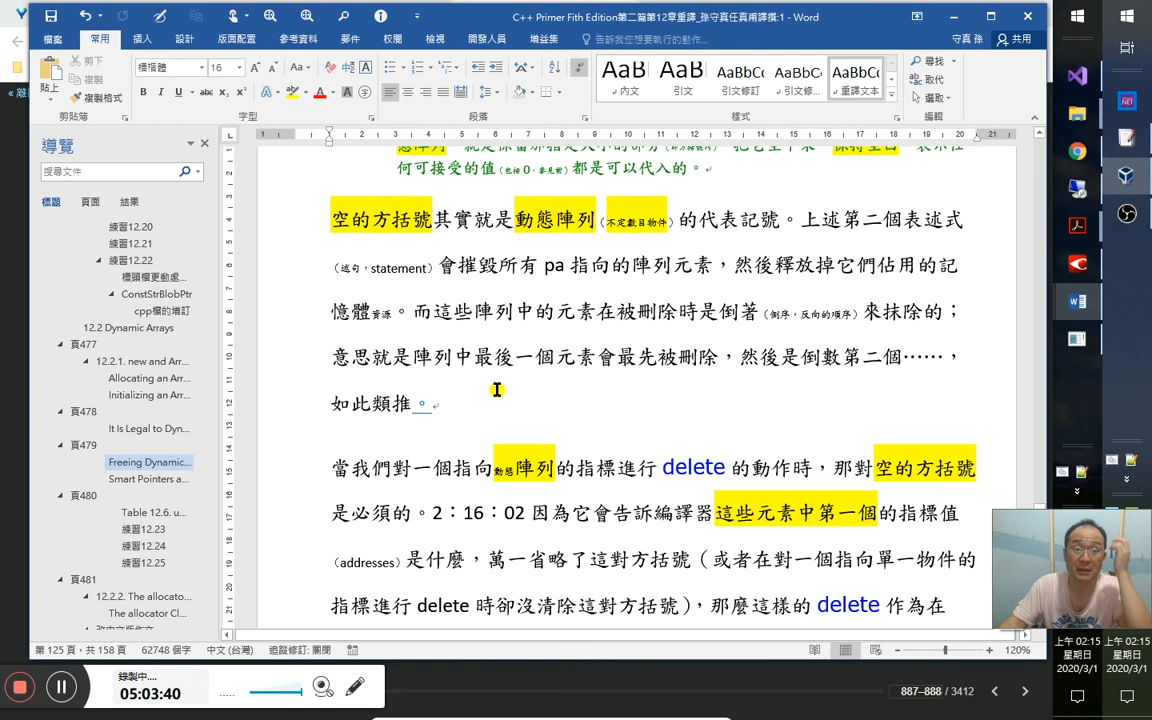 C++ Primer Fith Edition第二篇第12章重譯_孫守真任真甫譯撰:1 - Word
檔案 常用 插入 設計 版面配置 參考資料 郵件 校閱 檢視 開發人員 增益集 告訴我您想要執行的動作... 守真 孫 共用
貼上 剪下 複製 複製格式 標楷體 16 尋找 取代 選取
AaB AaB AaBbCc AaBbCc AaBbCc
內文 引文 引文修訂 引文修... 重譯文本
剪貼簿 字型 段落 樣式 編輯
導覽
搜尋文件
標題 頁面 結果
練習12.20
練習12.21
練習12.22
標頭檔更動處...
ConstStrBlobPtr
cpp檔的增訂
12.2 Dynamic Arrays
頁477
12.2.1. new and Arr...
Allocating an Arr...
Initializing an Arr...
頁478
It Is Legal to Dyn...
頁479
Freeing Dynamic...
Smart Pointers a...
頁480
Table 12.6. u...
練習12.23
練習12.24
練習12.25
頁481
12.2.2. The allocato...
The allocator Cl...
何可接受的值(包括0,參見前)都是可以代入的。
空的方括號其實就是動態陣列(不定數目物件)的代表記號。上述第二個表述式
(述句,statement)會摧毀所有 pa 指向的陣列元素,然後釋放掉它們佔用的記
憶體資源。而這些陣列中的元素在被刪除時是倒著(倒序,反向的順序)來抹除的;
意思就是陣列中最後一個元素會最先被刪除,然後是倒數第二個……,
如此類推。
當我們對一個指向動態陣列的指標進行 delete 的動作時,那對空的方括號
是必須的。2:16:02 因為它會告訴編譯器這些元素中第一個的指標值
(addresses)是什麼,萬一省略了這對方括號(或者在對一個指向單一物件的
指標進行 delete 時卻沒清除這對方括號),那麼這樣的 delete 作為在
第 125 頁,共 158 頁 62748 個字 中文 (台灣) 追蹤修訂: 關閉 120%
錄製中...
05:03:40
887–888 / 3412
上午 02:15
星期日
2020/3/1
上午 02:15
星期日
2020/3/1